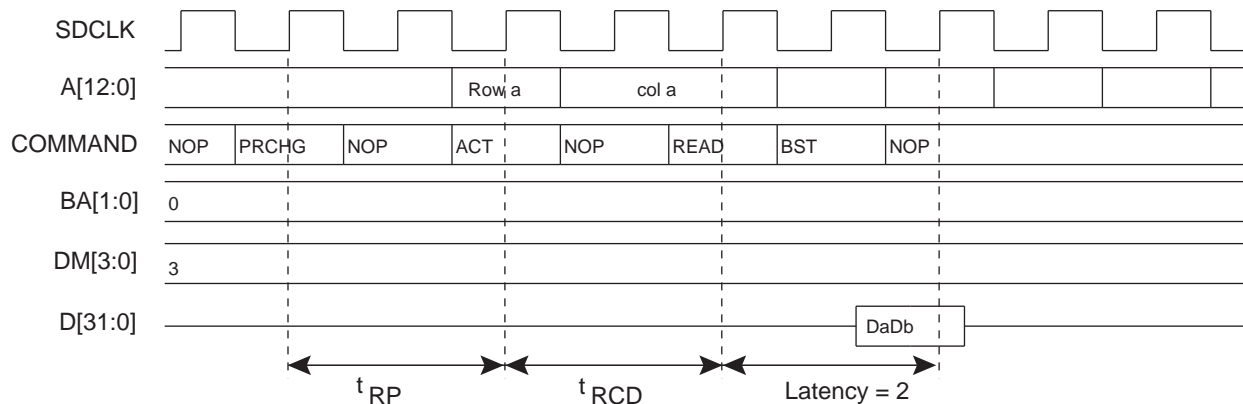 SDCLK
A[12:0] Row a col a
COMMAND NOP PRCHG NOP ACT NOP READ BST NOP
BA[1:0] 0
DM[3:0] 3
D[31:0] DaDb
t RP t RCD Latency = 2